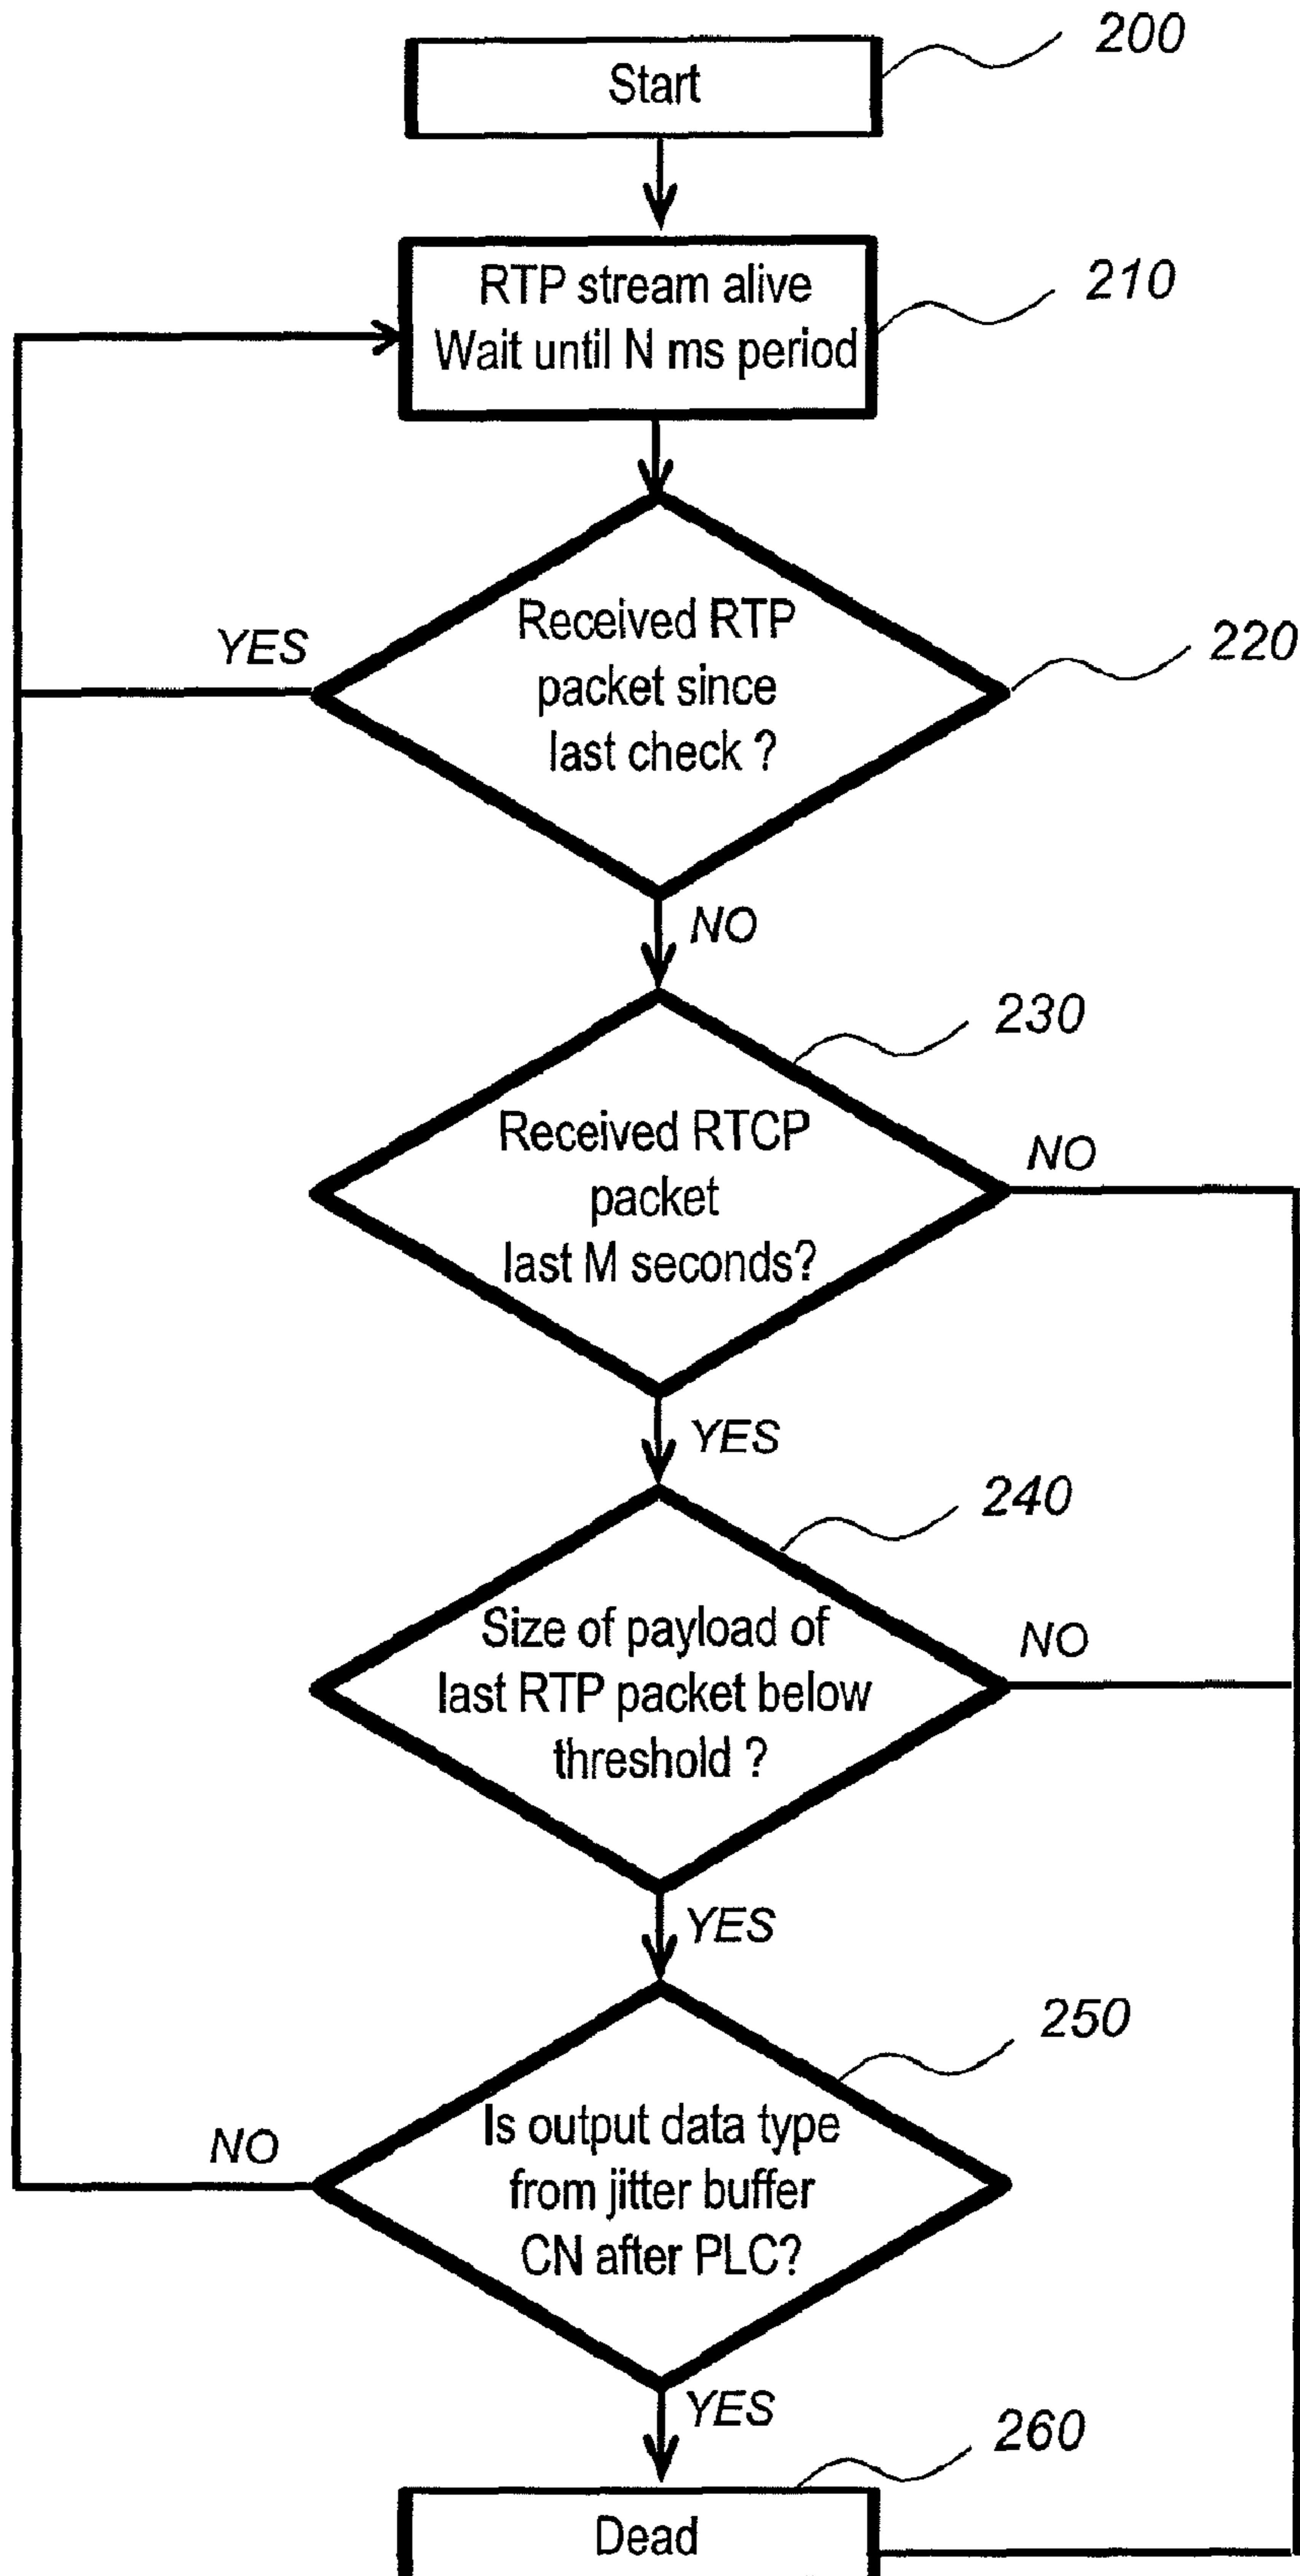 200
Start
RTP stream alive
Wait until N ms period
210
Received RTP
packet since
last check ?
YES
220
NO
230
Received RTCP
packet
last M seconds?
NO
YES
240
Size of payload of
last RTP packet below
threshold ?
NO
YES
250
Is output data type
from jitter buffer
CN after PLC?
NO
YES
260
Dead